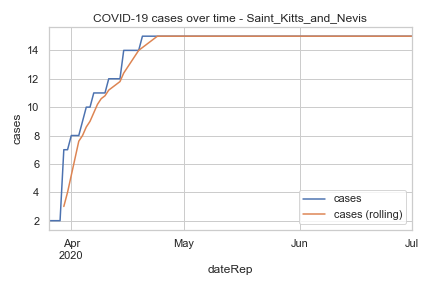 COVID-19 cases over time - Saint_Kitts_and_Nevis
14
12
10
8
6
4
2
cases
cases
cases (rolling)
Apr May Jun Jul
2020
dateRep